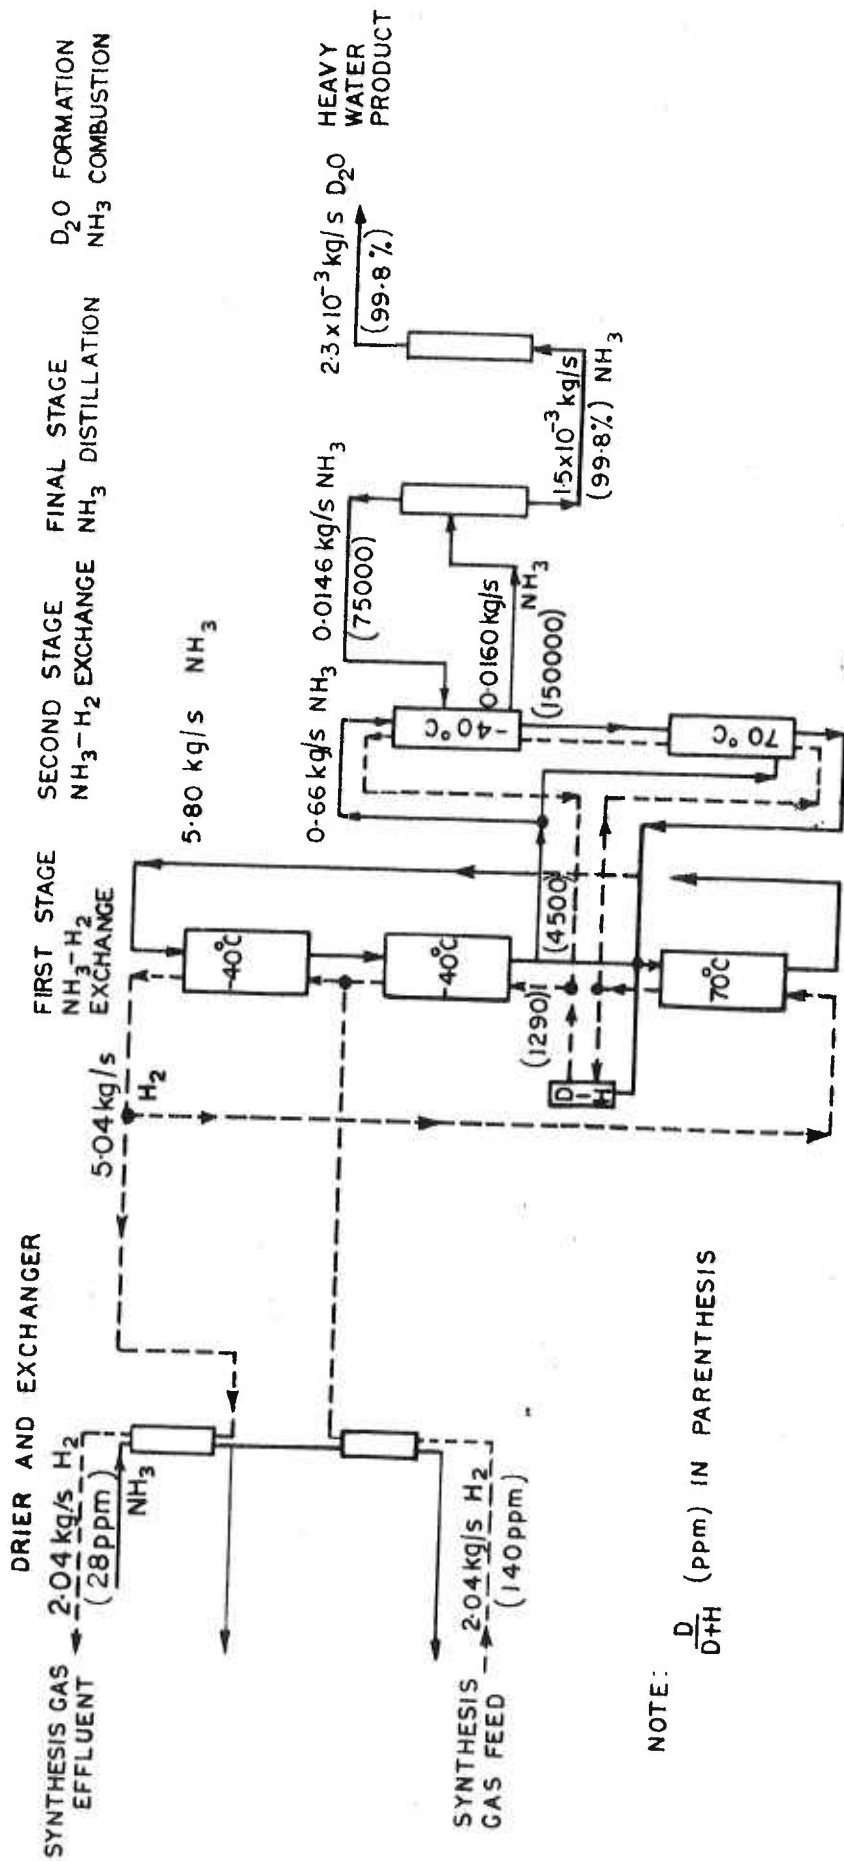 DRIER AND EXCHANGER
FIRST STAGE
NH3-H2
EXCHANGE
SECOND STAGE
NH3-H2 EXCHANGE
FINAL STAGE
NH3 DISTILLATION
D2O FORMATION
NH3 COMBUSTION
SYNTHESIS GAS
EFFLUENT
2·04 kg/s H2
(28ppm)
NH3
5·04 kg/s
H2
-40°C
5·80 kg/s NH3
-40°C
0·66 kg/s NH3
-40°C
0·0146 kg/s NH3
(75000)
0·0160 kg/s
NH3
(150000)
2·3x10-3 kg/s D2O
(99·8%)
HEAVY
WATER
PRODUCT
1·5x10-3 kg/s
(99·8%) NH3
SYNTHESIS
GAS FEED
2·04 kg/s H2
(140ppm)
(1290)
(4500)
D-H
70°C
70°C
NOTE: D/D+H (ppm) IN PARENTHESIS